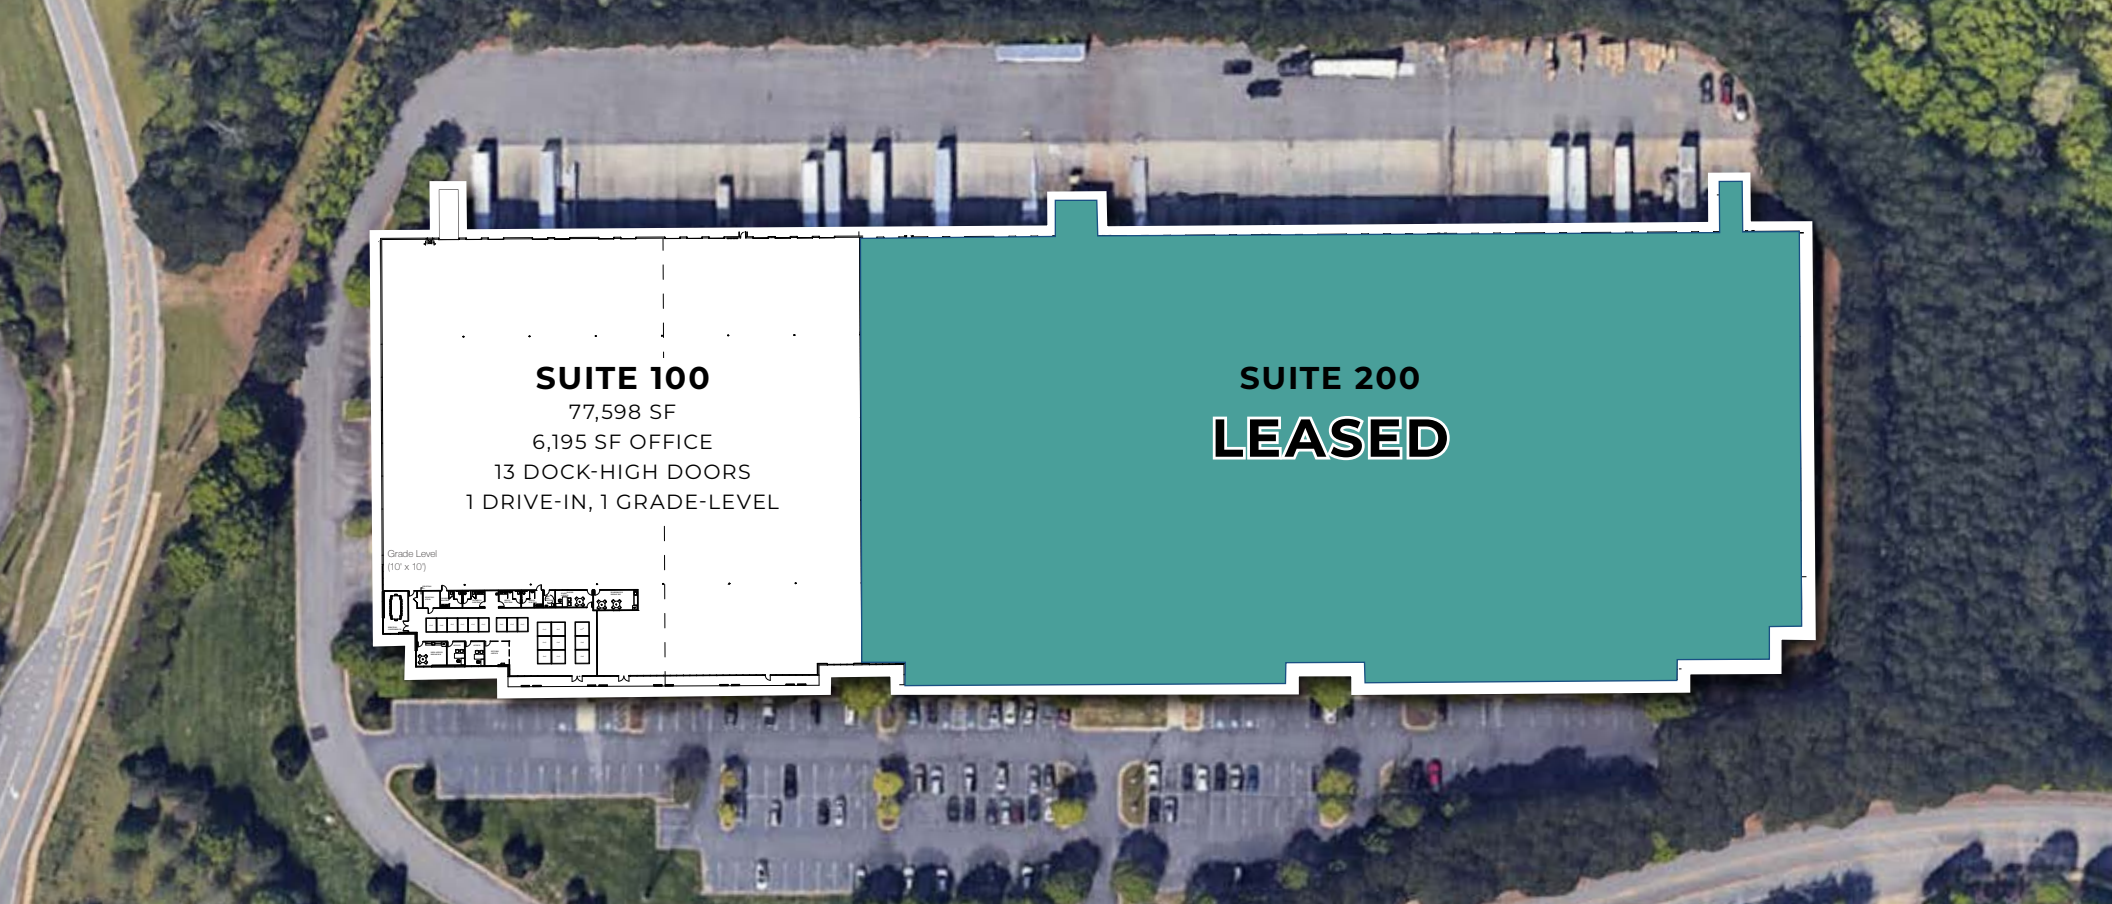 SUITE 100
77,598 SF
6,195 SF OFFICE
13 DOCK-HIGH DOORS
1 DRIVE-IN, 1 GRADE-LEVEL
Grade Level
(10' x 10')
SUITE 200
LEASED